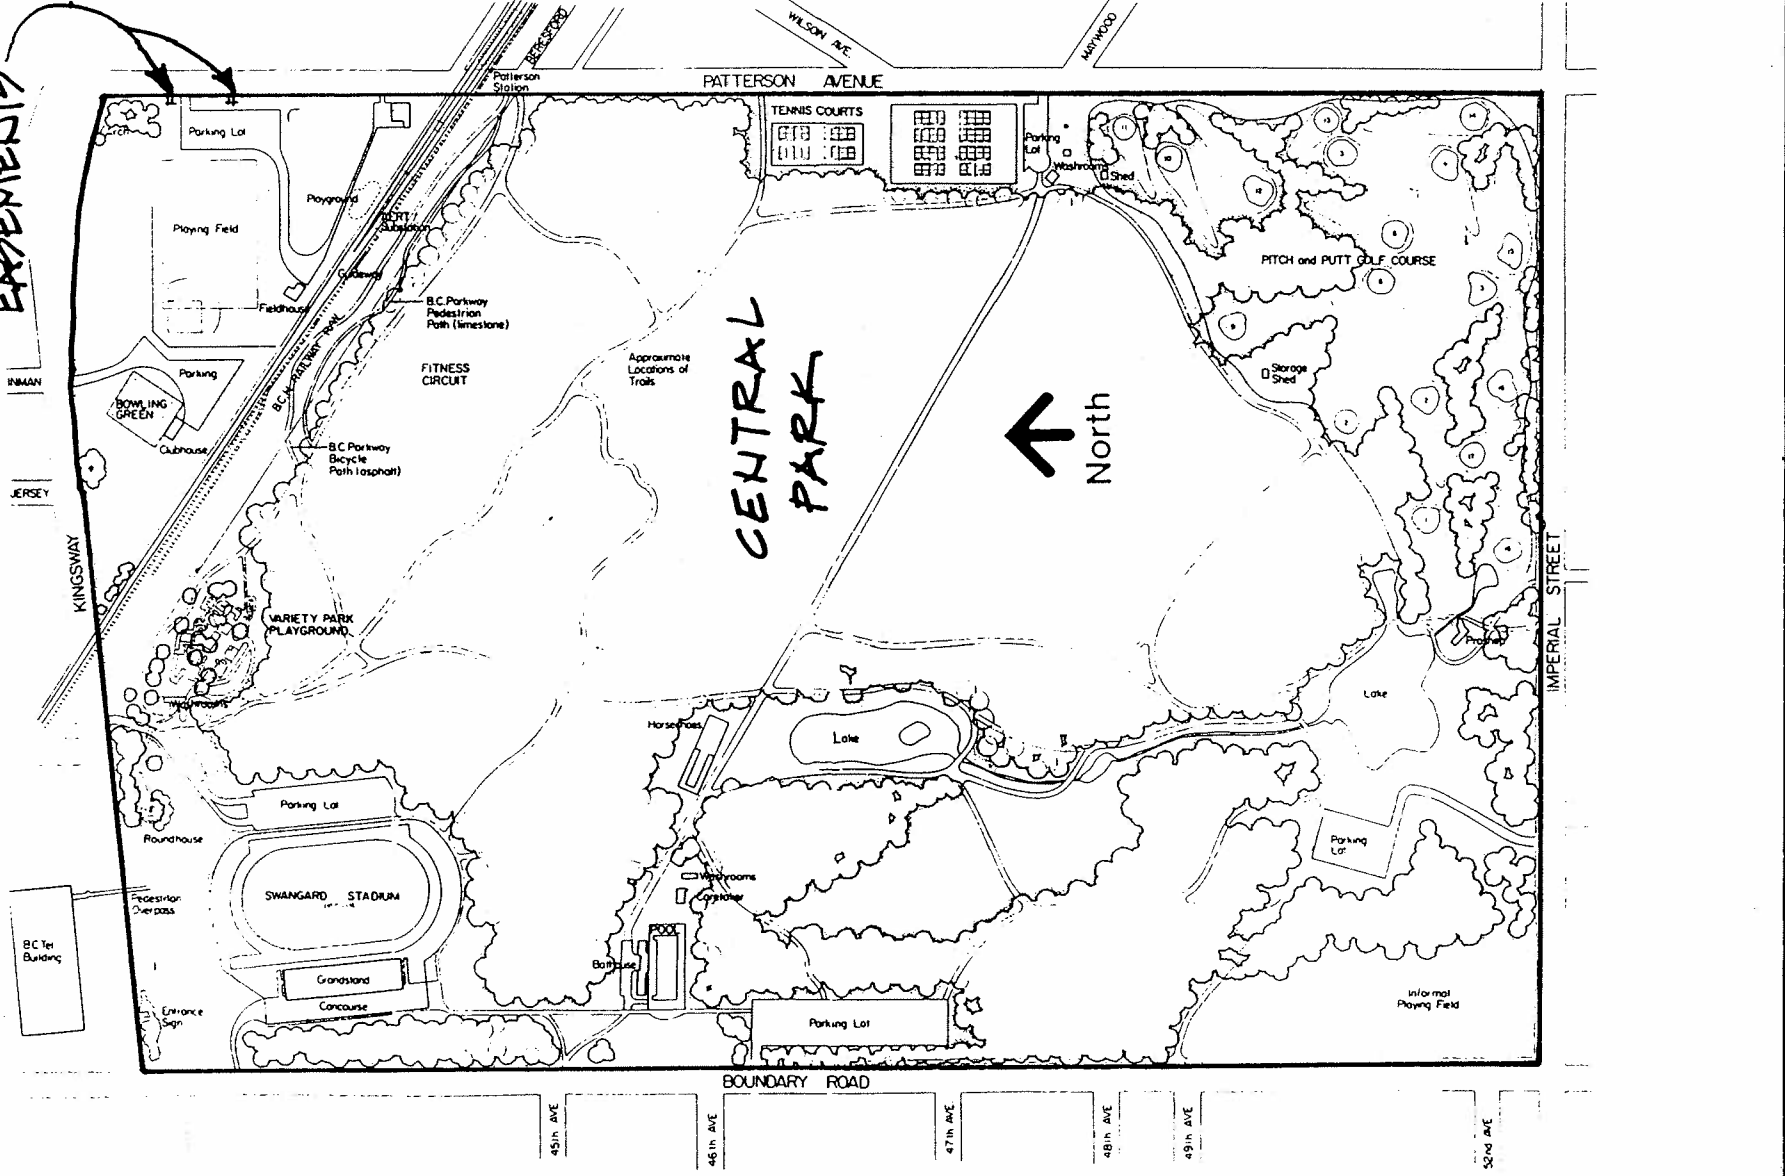 EASEMENTS
BERESFORD
WILSON AVE.
MAYWOOD
Patterson
Station
PATTERSON AVENUE
Parking Lot
TENNIS COURTS
Parking
Lot
Washrooms
Shed
Playground
Substation
Playing Field
Guideway
Fieldhouse
B.C. Parkway
Pedestrian
Path (limestone)
PITCH and PUTT GOLF COURSE
B.C.H. RAILWAY R/W
FITNESS
CIRCUIT
Approximate
Locations of
Trails
CENTRAL
PARK
North
Storage
Shed
INMAN
Parking
BOWLING
GREEN
Clubhouse
B.C. Parkway
Bicycle
Path (asphalt)
JERSEY
KINGSWAY
IMPERIAL STREET
VARIETY PARK
PLAYGROUND
Proshop
Washrooms
Horseshoes
Lake
Lake
Parking Lot
Roundhouse
Parking
Lot
SWANGARD STADIUM
Washrooms
Caretaker
Pedestrian
Overpass
B.C. Tel
Building
POOL
Bathhouse
Grandstand
Concourse
Entrance
Sign
Parking Lot
Informal
Playing Field
BOUNDARY ROAD
45th AVE
46th AVE
47th AVE
48th AVE
49th AVE
52nd AVE